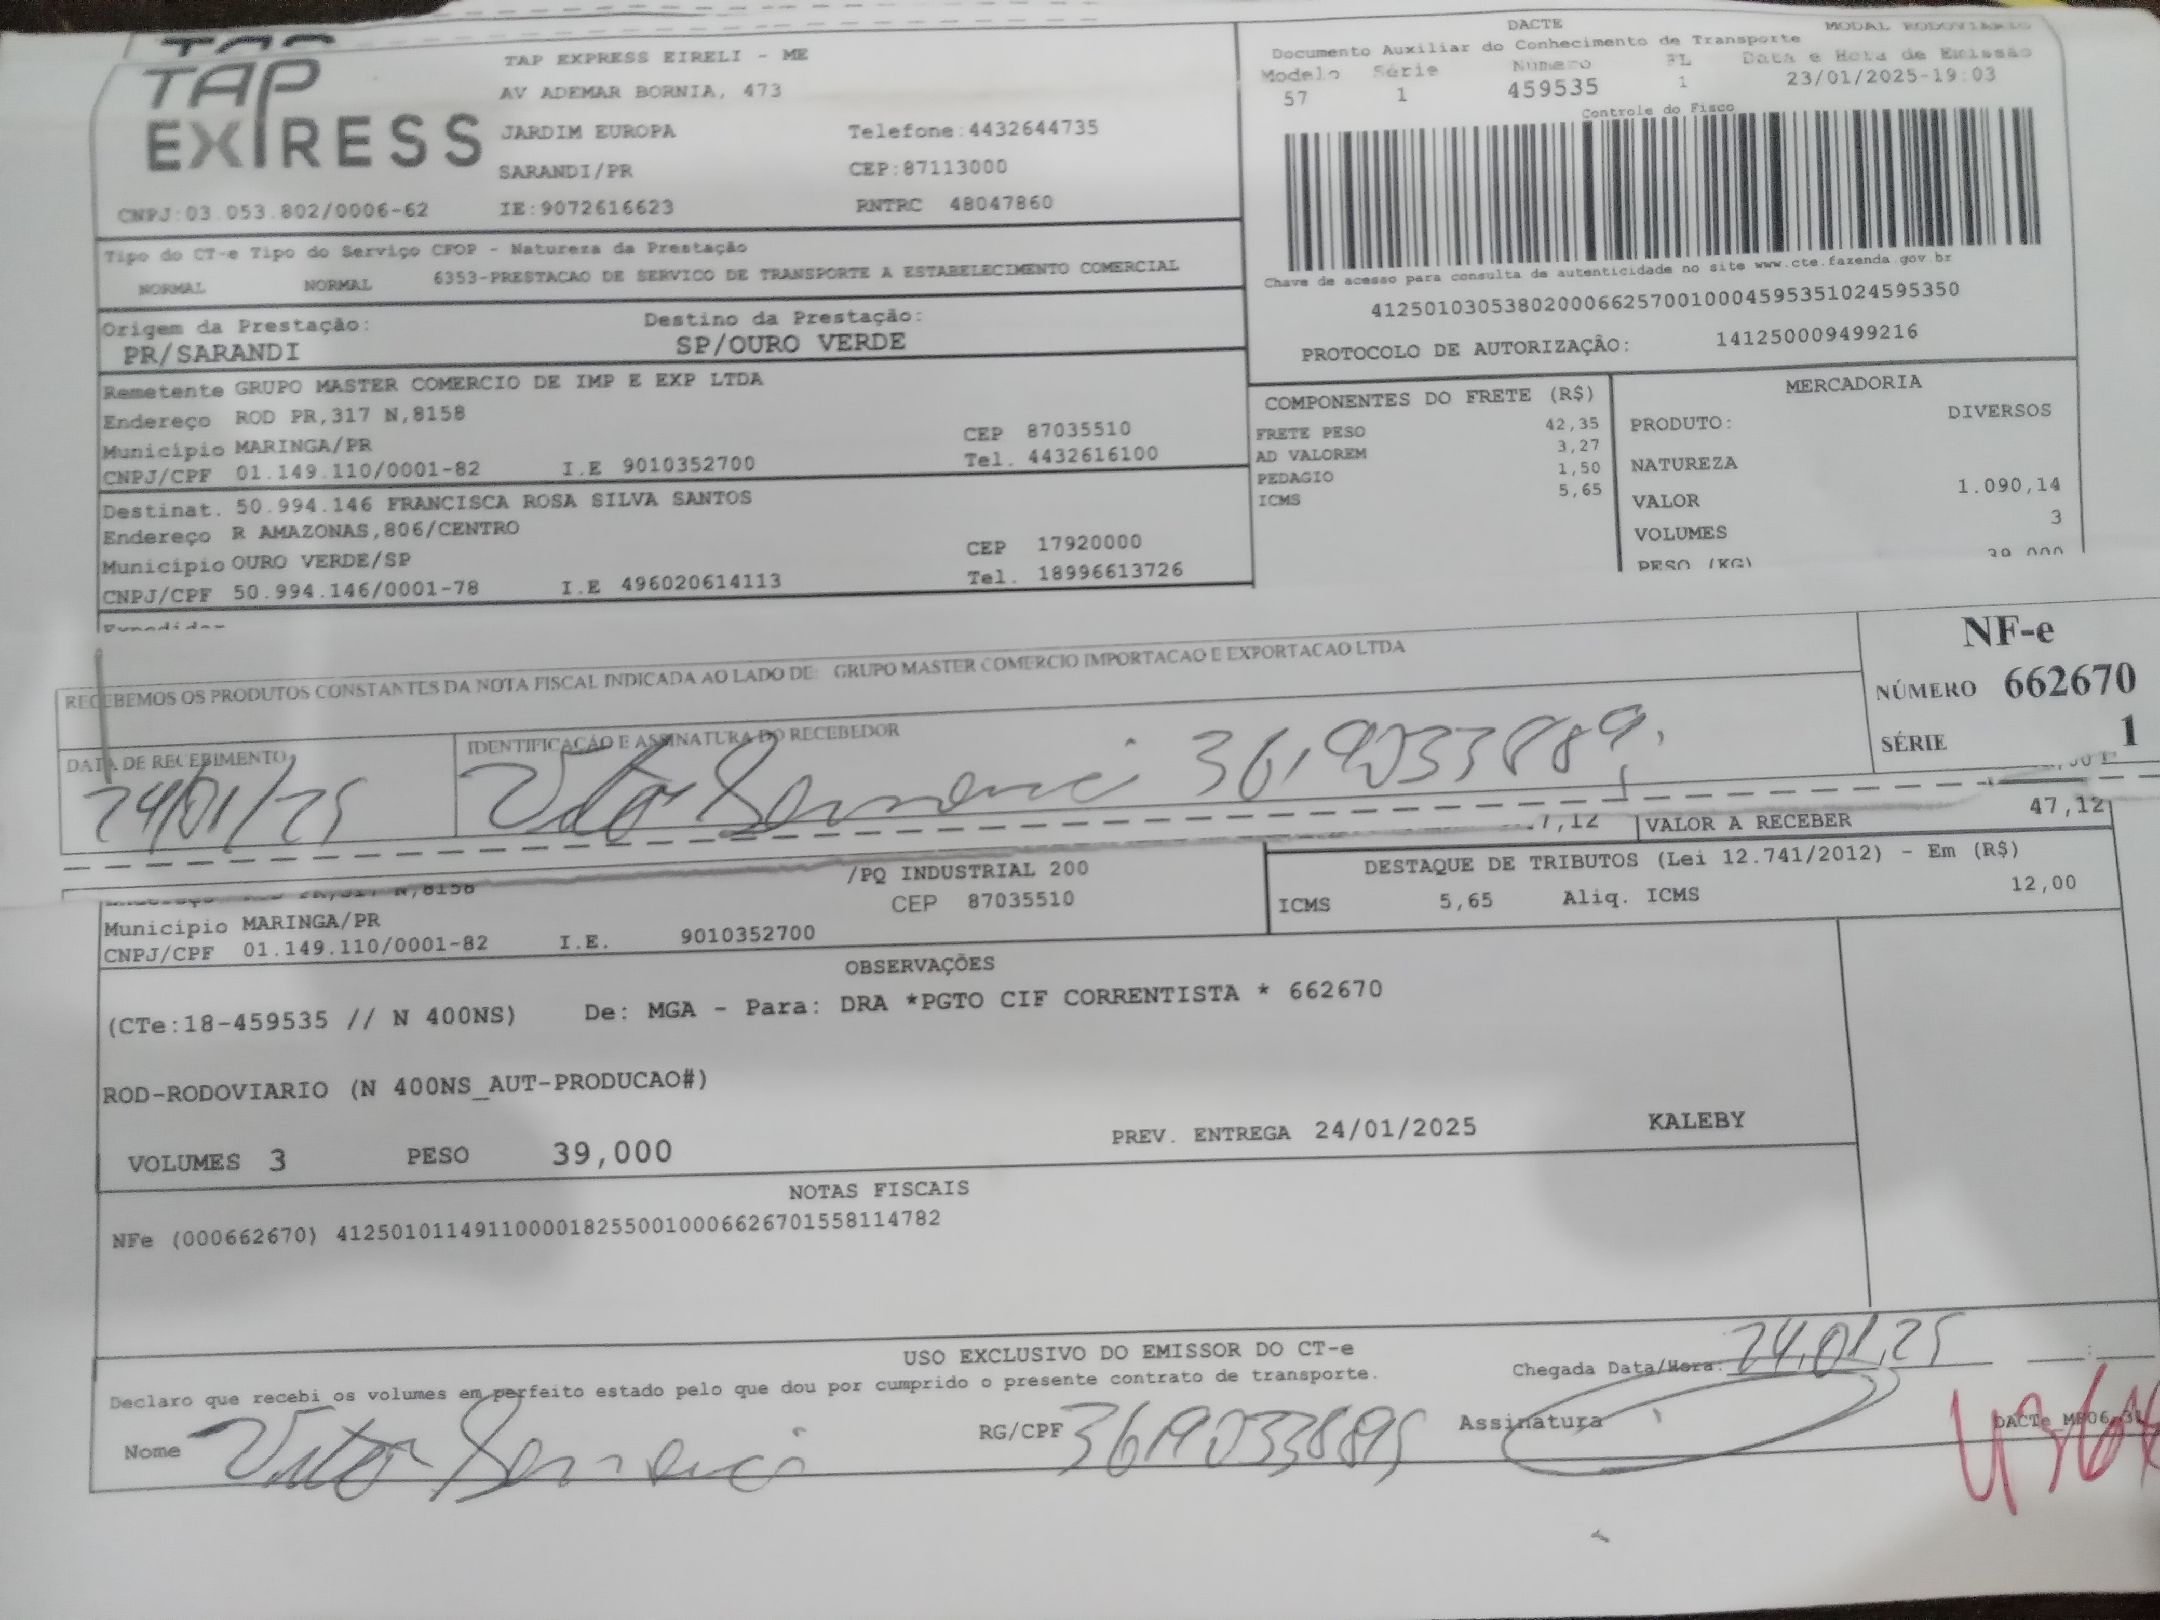 TAP EXPRESS
TAP EXPRESS EIRELI - ME
AV ADEMAR BORNIA, 473
JARDIM EUROPA Telefone:4432644735
SARANDI/PR CEP:87113000
CNPJ:03.053.802/0006-62 IE:9072616623 RNTRC 48047860
DACTE MODAL RODOVIARIO
Documento Auxiliar do Conhecimento de Transporte
Modelo Série Número FL Data e Hora de Emissão
57 1 459535 1 23/01/2025-19:03
Controle do Fisco
Chave de acesso para consulta de autenticidade no site www.cte.fazenda.gov.br
41250103053802000662570010004595351024595350
PROTOCOLO DE AUTORIZAÇÃO: 141250009499216
Tipo do CT-e Tipo do Serviço CFOP - Natureza da Prestação
NORMAL NORMAL 6353-PRESTACAO DE SERVICO DE TRANSPORTE A ESTABELECIMENTO COMERCIAL
Origem da Prestação: Destino da Prestação:
PR/SARANDI SP/OURO VERDE
Remetente GRUPO MASTER COMERCIO DE IMP E EXP LTDA
Endereço ROD PR,317 N,8158
Município MARINGA/PR CEP 87035510
CNPJ/CPF 01.149.110/0001-82 I.E 9010352700 Tel. 4432616100
Destinat. 50.994.146 FRANCISCA ROSA SILVA SANTOS
Endereço R AMAZONAS,806/CENTRO
Município OURO VERDE/SP CEP 17920000
CNPJ/CPF 50.994.146/0001-78 I.E 496020614113 Tel. 18996613726
COMPONENTES DO FRETE (R$)
FRETE PESO 42,35
AD VALOREM 3,27
PEDAGIO 1,50
ICMS 5,65
MERCADORIA
PRODUTO: DIVERSOS
NATUREZA
VALOR 1.090,14
VOLUMES 3
PESO (KG) 39,000
RECEBEMOS OS PRODUTOS CONSTANTES DA NOTA FISCAL INDICADA AO LADO DE: GRUPO MASTER COMERCIO IMPORTACAO E EXPORTACAO LTDA
NF-e
NÚMERO 662670
SÉRIE 1
DATA DE RECEBIMENTO IDENTIFICAÇÃO E ASSINATURA DO RECEBEDOR
24/01/25
VALOR A RECEBER 47,12
/PQ INDUSTRIAL 200
Município MARINGA/PR CEP 87035510
CNPJ/CPF 01.149.110/0001-82 I.E. 9010352700
DESTAQUE DE TRIBUTOS (Lei 12.741/2012) - Em (R$)
ICMS 5,65 Aliq. ICMS 12,00
OBSERVAÇÕES
(CTe:18-459535 // N 400NS) De: MGA - Para: DRA *PGTO CIF CORRENTISTA * 662670
ROD-RODOVIARIO (N 400NS_AUT-PRODUCAO#)
PREV. ENTREGA 24/01/2025 KALEBY
VOLUMES 3 PESO 39,000
NOTAS FISCAIS
NFe (000662670) 41250101149110000182550010006626701558114782
USO EXCLUSIVO DO EMISSOR DO CT-e
Declaro que recebi os volumes em perfeito estado pelo que dou por cumprido o presente contrato de transporte.
Chegada Data/Hora: 24,01,25
Nome Vitor RG/CPF Assinatura